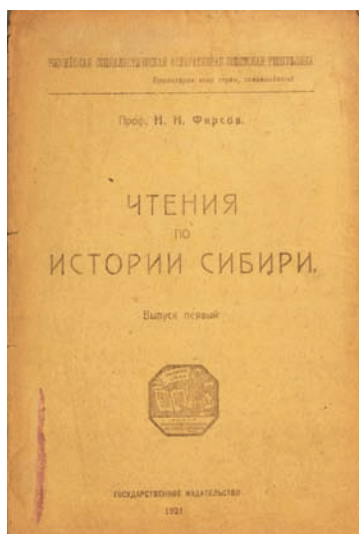 РОССИЙСКАЯ СОЦИАЛИСТИЧЕСКАЯ ФЕДЕРАТИВНАЯ СОВЕТСКАЯ РЕСПУБЛИКА
Пролетарии всех стран, соединяйтесь!
Проф. Н. Н. Фирсов.
ЧТЕНИЯ
ПО
ИСТОРИИ СИБИРИ.
Выпуск первый
ГОСУДАРСТВЕННОЕ ИЗДАТЕЛЬСТВО
1921